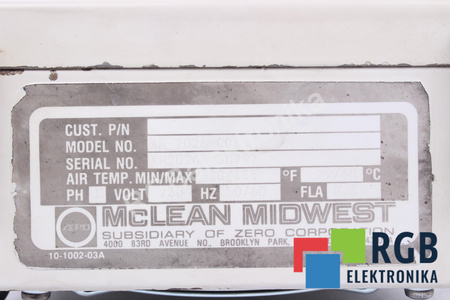 CUST. P/N
MODEL NO.
SERIAL NO.
AIR TEMP. MIN/MAX °F °C
PH VOLT HZ FLA
ZERO McLEAN MIDWEST
SUBSIDIARY OF ZERO CORPORATION
4000 83RD AVENUE NO., BROOKLYN PARK,
10-1002-03A
RGB
ELEKTRONIKA